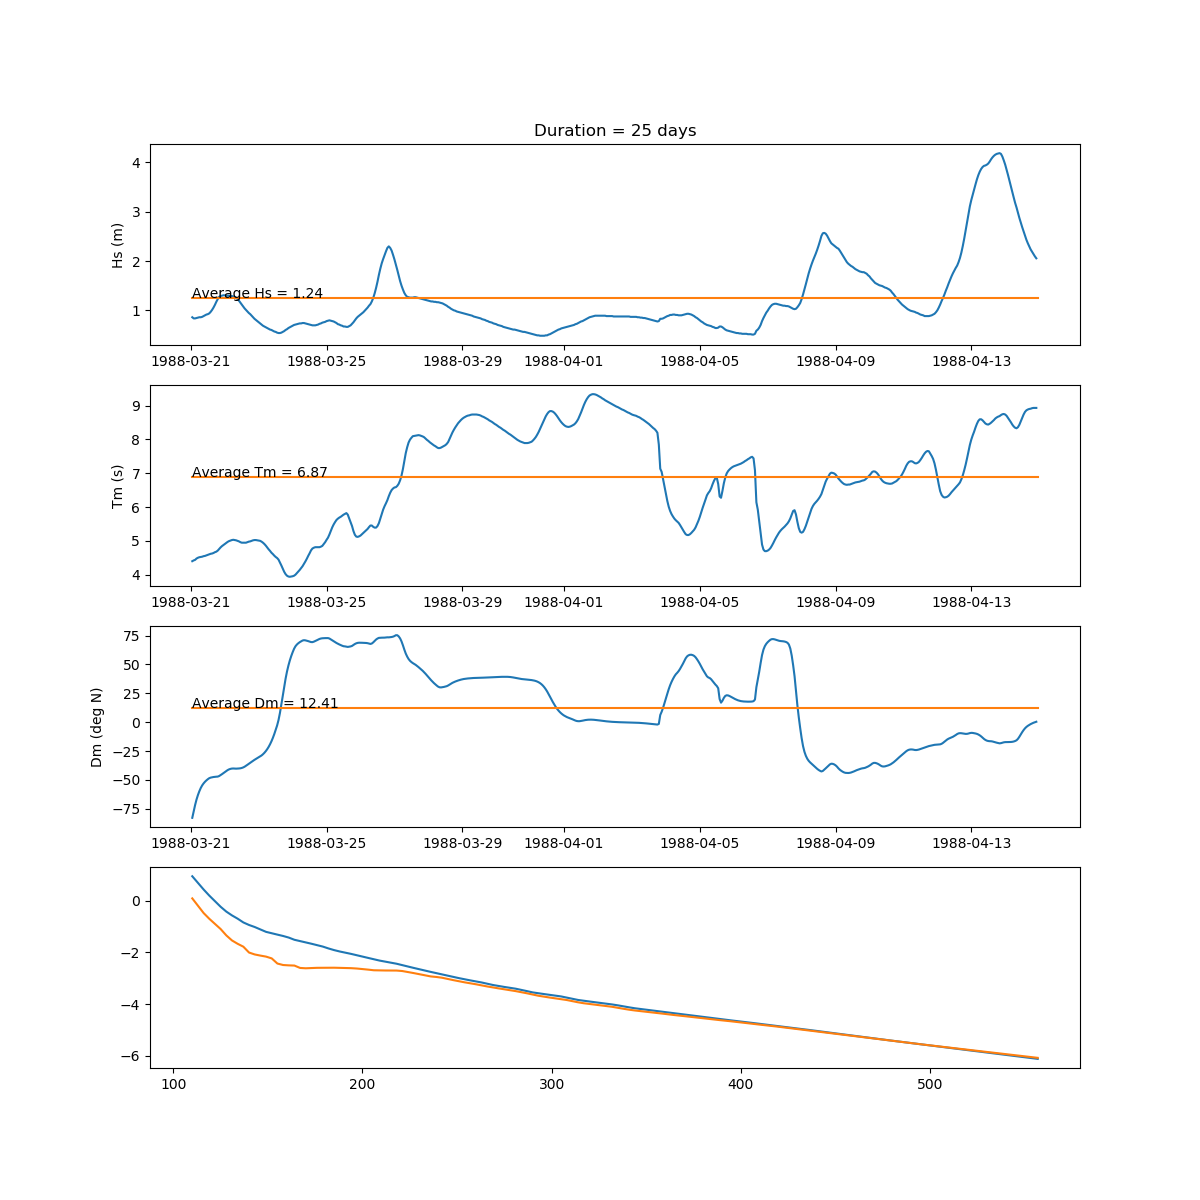 Duration = 25 days
4
3
2
1
Hs (m)
Average Hs = 1.24
1988-03-21 1988-03-25 1988-03-29 1988-04-01 1988-04-05 1988-04-09 1988-04-13
9
8
7
6
5
4
Tm (s)
Average Tm = 6.87
1988-03-21 1988-03-25 1988-03-29 1988-04-01 1988-04-05 1988-04-09 1988-04-13
75
50
25
0
−25
−50
−75
Dm (deg N)
Average Dm = 12.41
1988-03-21 1988-03-25 1988-03-29 1988-04-01 1988-04-05 1988-04-09 1988-04-13
0
−2
−4
−6
100 200 300 400 500